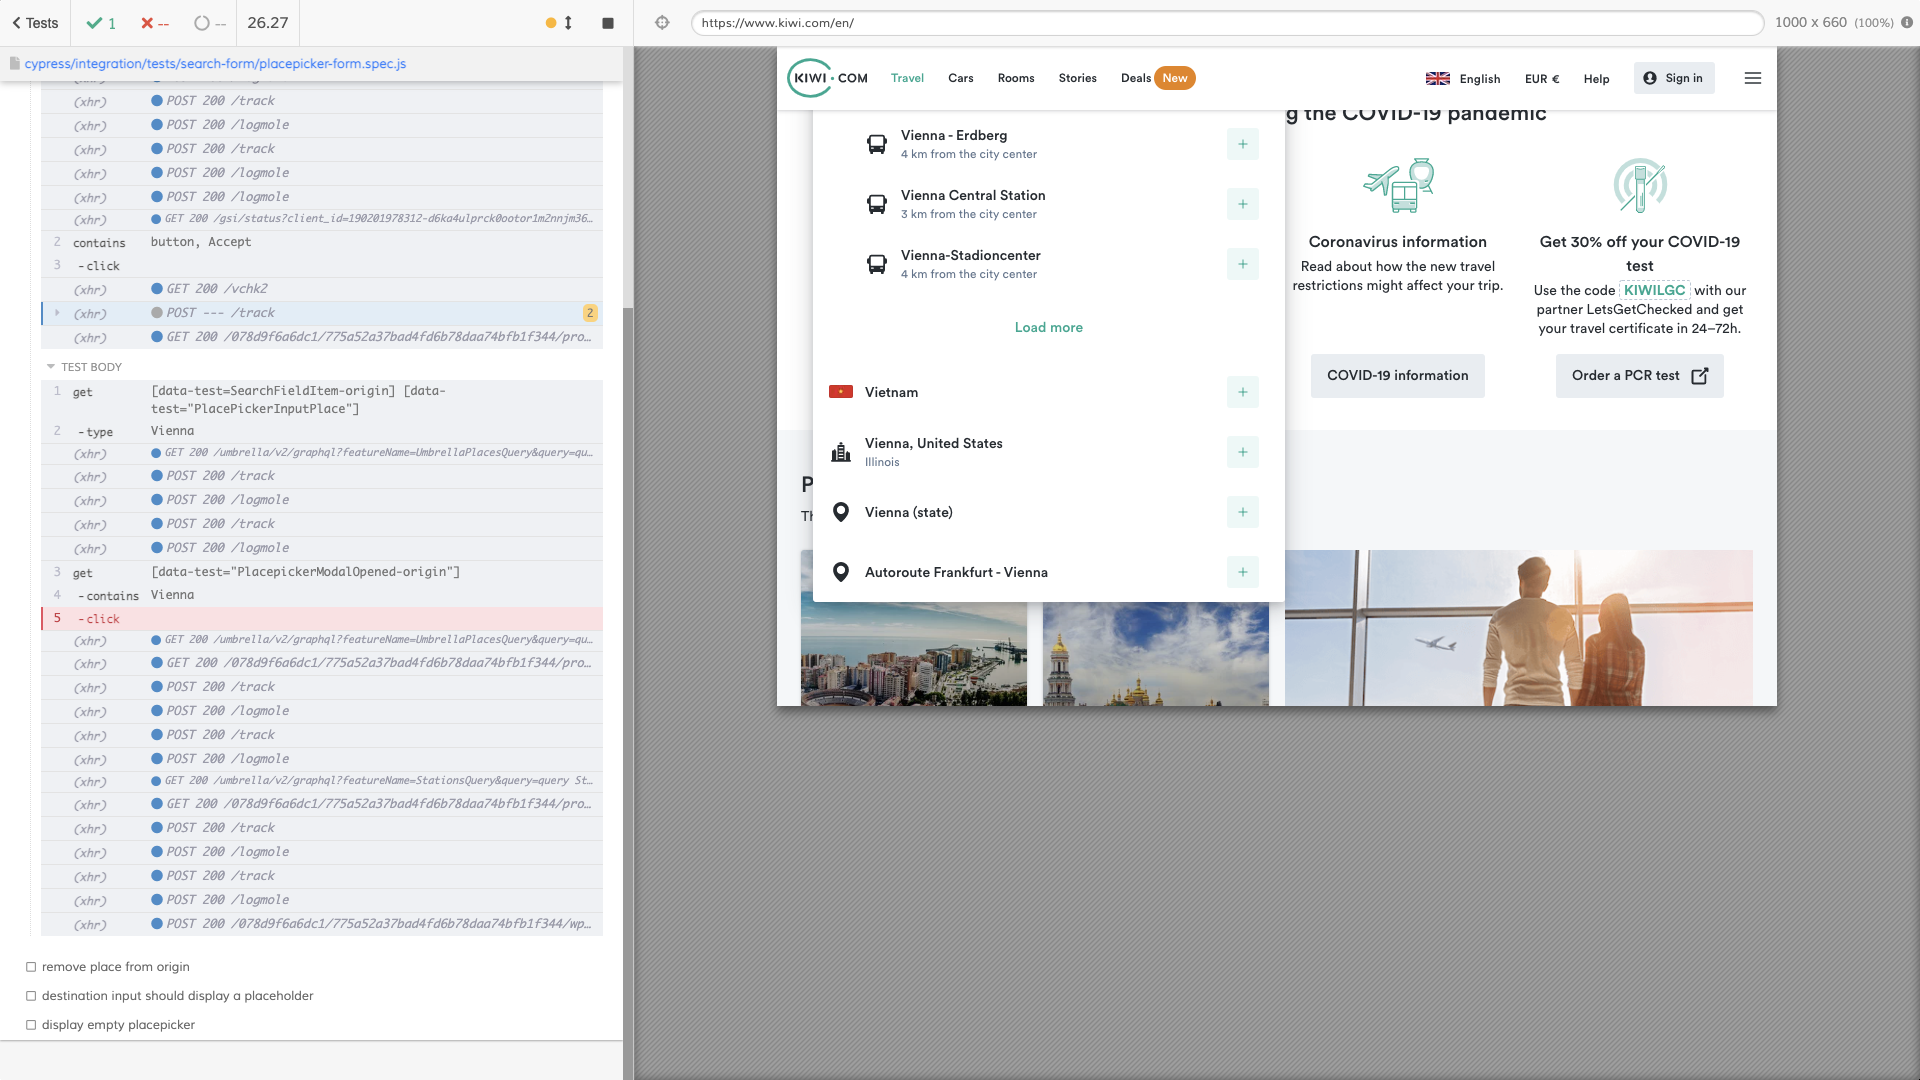 Tests
1
--
--
26.27
https://www.kiwi.com/en/
1000 x 660 (100%)
cypress/integration/tests/search-form/placepicker-form.spec.js
(xhr) POST 200 /track
(xhr) POST 200 /logmole
(xhr) POST 200 /track
(xhr) POST 200 /logmole
(xhr) POST 200 /logmole
(xhr) GET 200 /gsi/status?client_id=190201978312-d6ka4ulprck0ootor1m2nnjm36…
2 contains button, Accept
3 -click
(xhr) GET 200 /vchk2
(xhr) POST --- /track 2
(xhr) GET 200 /078d9f6a6dc1/775a52a37bad4fd6b78daa74bfb1f344/pro…
TEST BODY
1 get [data-test=SearchFieldItem-origin] [data-
test="PlacePickerInputPlace"]
2 -type Vienna
(xhr) GET 200 /umbrella/v2/graphql?featureName=UmbrellaPlacesQuery&query=qu…
(xhr) POST 200 /track
(xhr) POST 200 /logmole
(xhr) POST 200 /track
(xhr) POST 200 /logmole
3 get [data-test="PlacepickerModalOpened-origin"]
4 -contains Vienna
5 -click
(xhr) GET 200 /umbrella/v2/graphql?featureName=UmbrellaPlacesQuery&query=qu…
(xhr) GET 200 /078d9f6a6dc1/775a52a37bad4fd6b78daa74bfb1f344/pro…
(xhr) POST 200 /track
(xhr) POST 200 /logmole
(xhr) POST 200 /track
(xhr) POST 200 /logmole
(xhr) GET 200 /umbrella/v2/graphql?featureName=StationsQuery&query=query St…
(xhr) GET 200 /078d9f6a6dc1/775a52a37bad4fd6b78daa74bfb1f344/pro…
(xhr) POST 200 /track
(xhr) POST 200 /logmole
(xhr) POST 200 /track
(xhr) POST 200 /logmole
(xhr) POST 200 /078d9f6a6dc1/775a52a37bad4fd6b78daa74bfb1f344/wp…
remove place from origin
destination input should display a placeholder
display empty placepicker
KIWI·COM
Travel
Cars
Rooms
Stories
Deals
New
English
EUR €
Help
Sign in
g the COVID-19 pandemic
Vienna - Erdberg
4 km from the city center
Vienna Central Station
3 km from the city center
Vienna-Stadioncenter
4 km from the city center
Load more
Vietnam
Vienna, United States
Illinois
Vienna (state)
Autoroute Frankfurt - Vienna
P
Th
Coronavirus information
Read about how the new travel
restrictions might affect your trip.
COVID-19 information
Get 30% off your COVID-19
test
Use the code KIWILGC with our
partner LetsGetChecked and get
your travel certificate in 24–72h.
Order a PCR test